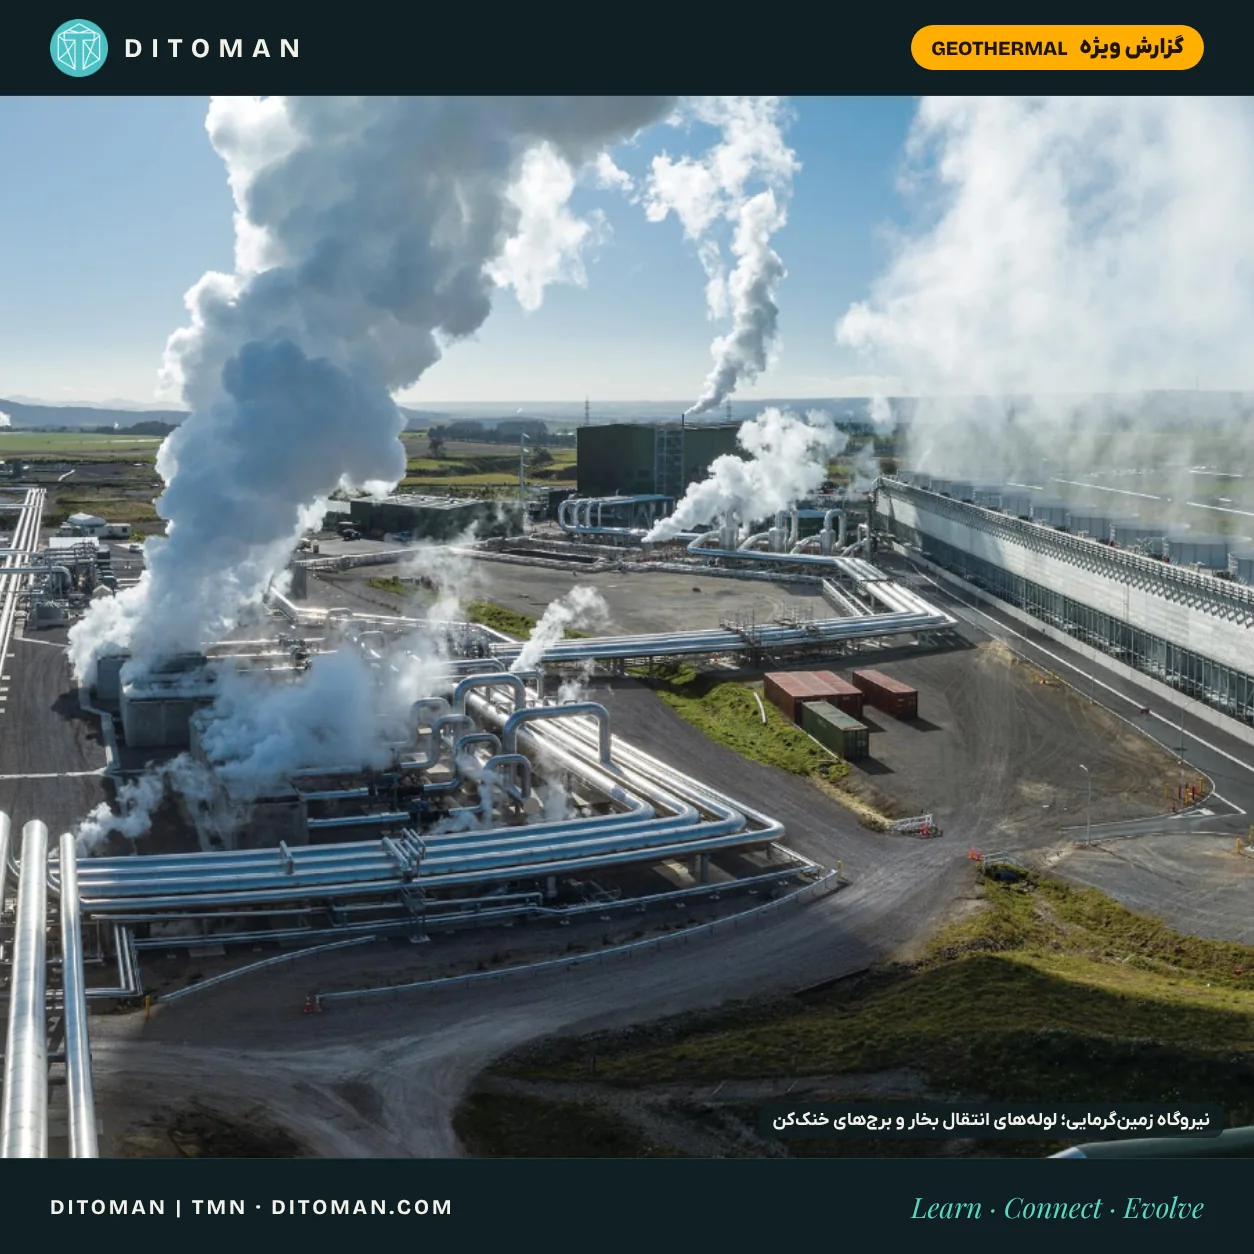 DITOMAN
گزارش ویژه GEOTHERMAL
نیروگاه زمین‌گرمایی؛ لوله‌های انتقال بخار و برج‌های خنک‌کن
DITOMAN | TMN · DITOMAN.COM
Learn · Connect · Evolve